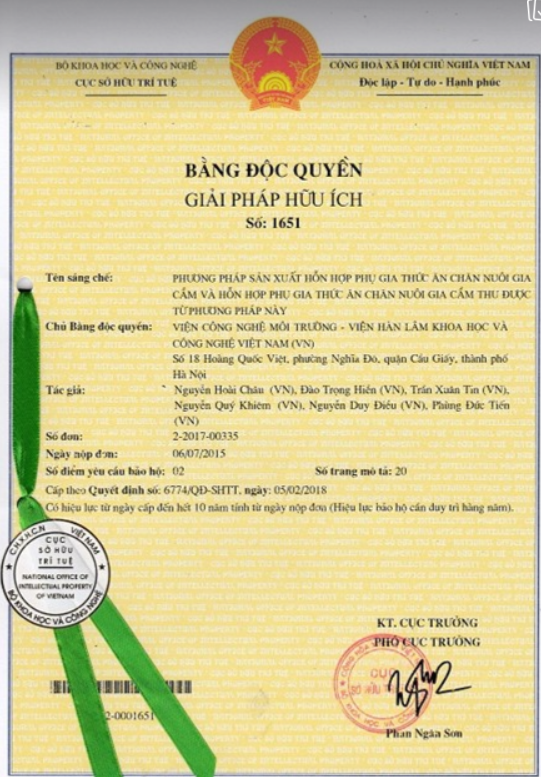 BỘ KHOA HỌC VÀ CÔNG NGHỆ
CỤC SỞ HỮU TRÍ TUỆ
CỘNG HOÀ XÃ HỘI CHỦ NGHĨA VIỆT NAM
Độc lập - Tự do - Hạnh phúc
BẰNG ĐỘC QUYỀN
GIẢI PHÁP HỮU ÍCH
Số: 1651
Tên sáng chế: PHƯƠNG PHÁP SẢN XUẤT HỖN HỢP PHỤ GIA THỨC ĂN CHĂN NUÔI GIA
CẦM VÀ HỖN HỢP PHỤ GIA THỨC ĂN CHĂN NUÔI GIA CẦM THU ĐƯỢC
TỪ PHƯƠNG PHÁP NÀY
Chủ Bằng độc quyền: VIỆN CÔNG NGHỆ MÔI TRƯỜNG - VIỆN HÀN LÂM KHOA HỌC VÀ
CÔNG NGHỆ VIỆT NAM (VN)
Số 18 Hoàng Quốc Việt, phường Nghĩa Đô, quận Cầu Giấy, thành phố
Hà Nội
Tác giả: Nguyễn Hoài Châu (VN), Đào Trọng Hiền (VN), Trần Xuân Tin (VN),
Nguyễn Quý Khiêm (VN), Nguyễn Duy Điều (VN), Phùng Đức Tiến
(VN)
Số đơn: 2-2017-00335
Ngày nộp đơn: 06/07/2015
Số điểm yêu cầu bảo hộ: 02 Số trang mô tả: 20
Cấp theo Quyết định số: 6774/QĐ-SHTT, ngày: 05/02/2018
Có hiệu lực từ ngày cấp đến hết 10 năm tính từ ngày nộp đơn (Hiệu lực bảo hộ cần duy trì hàng năm).
C.H.X.H.C.N VIỆT NAM
CỤC
SỞ HỮU
TRÍ TUỆ
NATIONAL OFFICE OF
INTELLECTUAL PROPERTY
OF VIETNAM
BỘ KHOA HỌC VÀ CÔNG NGHỆ
KT. CỤC TRƯỞNG
PHÓ CỤC TRƯỞNG
CỤC
SỞ HỮU
2-0001651
Phan Ngân Sơn